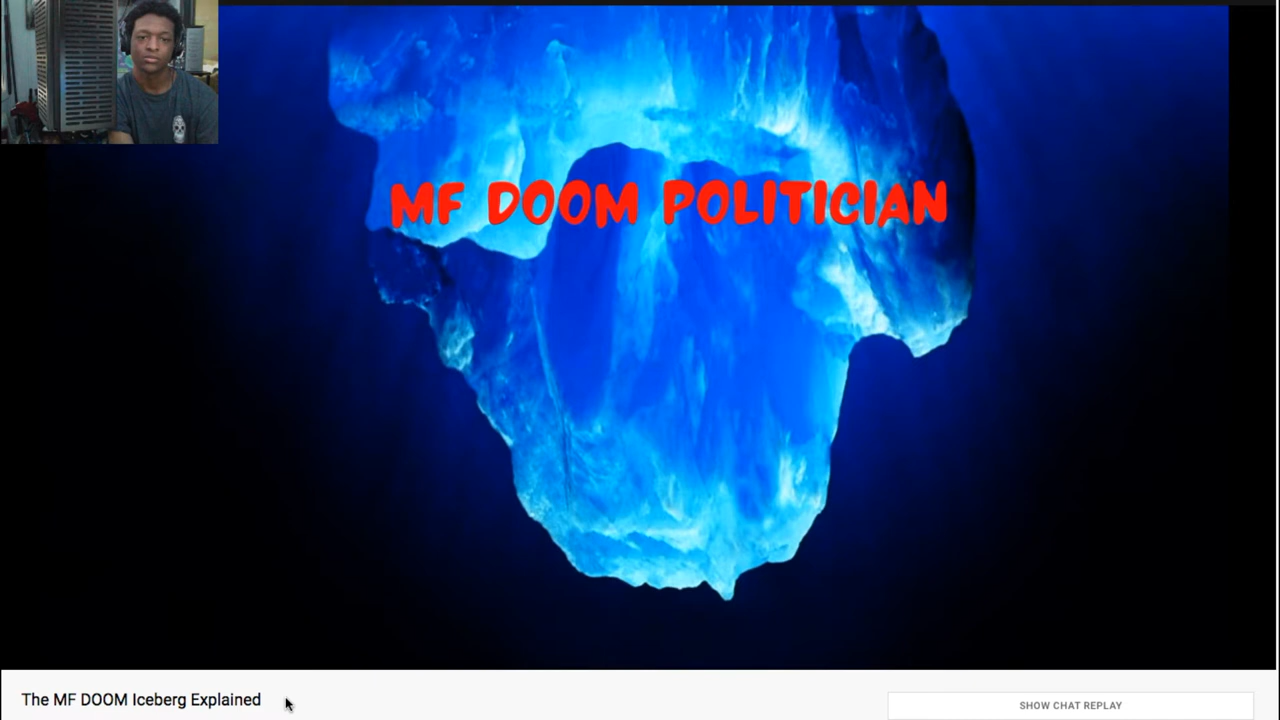 MF DOOM POLITICIAN
The MF DOOM Iceberg Explained
SHOW CHAT REPLAY